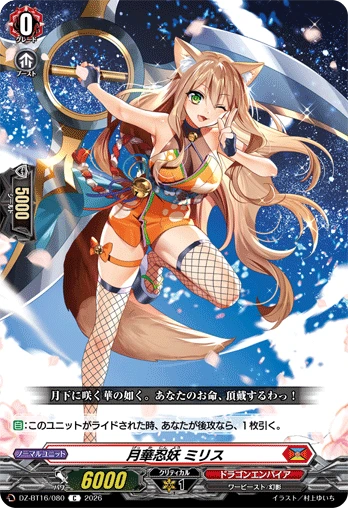 0
グレード
ブースト
5000
シールド
月下に咲く華の如く。あなたのお命、頂戴するわっ!
このユニットがライドされた時、あなたが後攻なら、1枚引く。
ノーマルユニット
月華忍妖 ミリス
パワー
6000
クリティカル
1
ドラゴンエンパイア
ワービースト/幻影
D
DZ-BT16/080
C
2026
イラスト/村上ゆいち